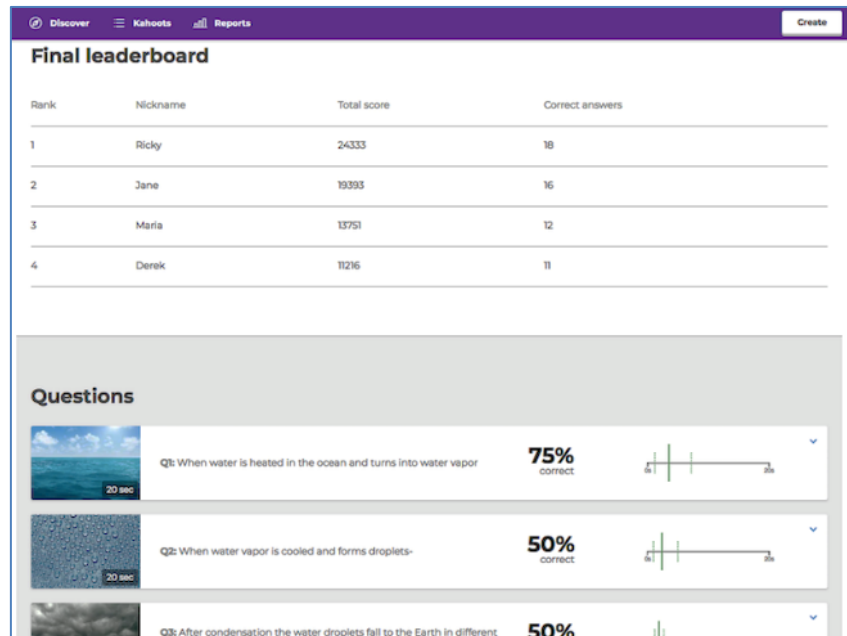 Discover Kahoots Reports Create
Final leaderboard
Rank Nickname Total score Correct answers
1 Ricky 24333 18
2 Jane 19393 16
3 Maria 13751 12
4 Derek 11216 11
Questions
Q1: When water is heated in the ocean and turns into water vapor
75%
correct
0s 20s
20 sec
Q2: When water vapor is cooled and forms droplets-
50%
correct
0s 20s
20 sec
Q3: After condensation the water droplets fall to the Earth in different
50%